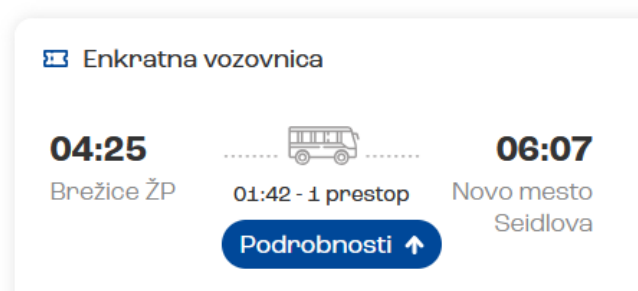 Enkratna vozovnica
04:25
06:07
Brežice ŽP
01:42 - 1 prestop
Novo mesto
Seidlova
Podrobnosti ↑